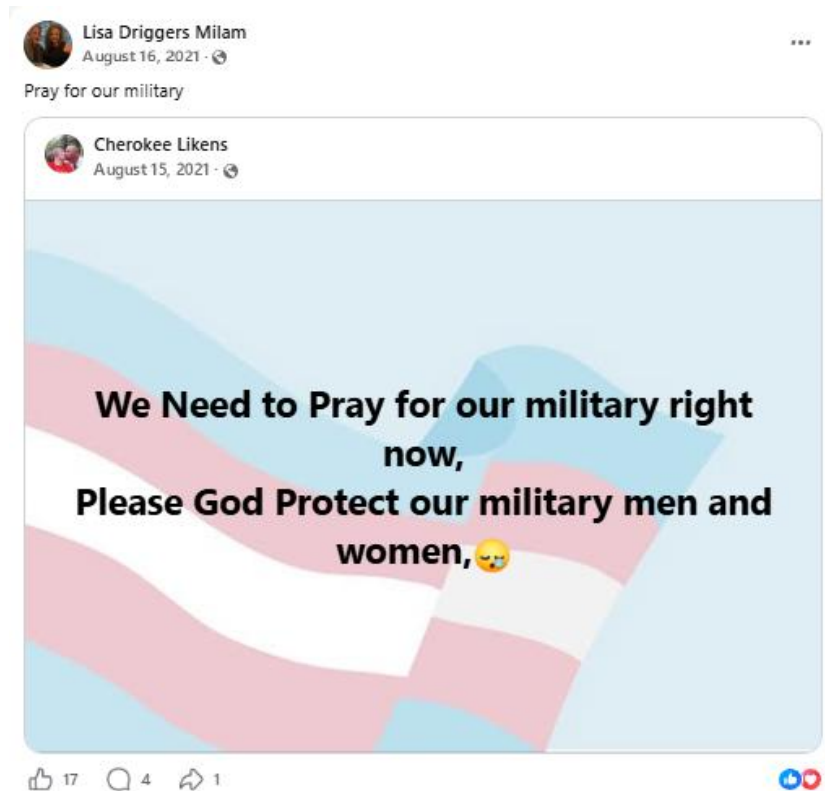 Lisa Driggers Milam
August 16, 2021 ·
Pray for our military
Cherokee Likens
August 15, 2021 ·
We Need to Pray for our military right
now,
Please God Protect our military men and
women,😪
17 4 1